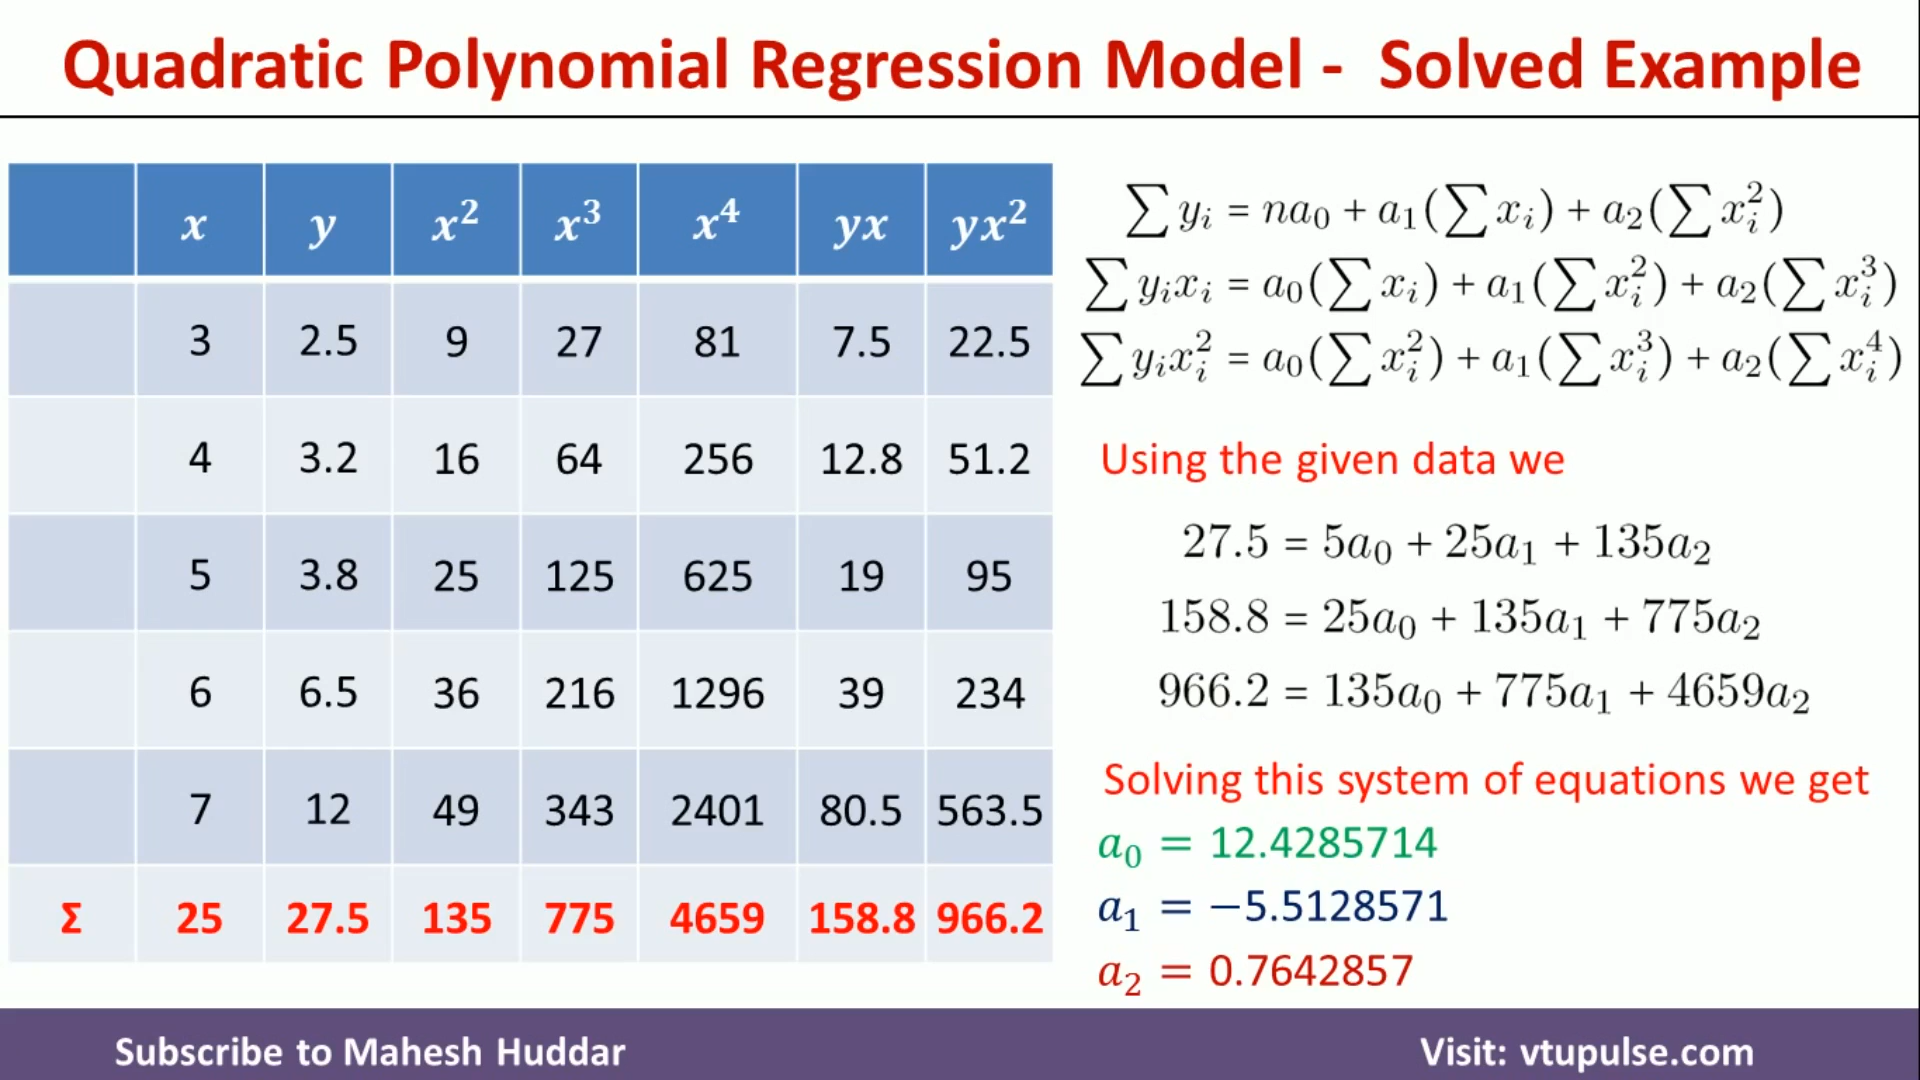 Quadratic Polynomial Regression Model - Solved Example
x y x² x³ x⁴ yx yx²
3 2.5 9 27 81 7.5 22.5
4 3.2 16 64 256 12.8 51.2
5 3.8 25 125 625 19 95
6 6.5 36 216 1296 39 234
7 12 49 343 2401 80.5 563.5
Σ 25 27.5 135 775 4659 158.8 966.2
∑ yᵢ = na₀ + a₁(∑ xᵢ) + a₂(∑ xᵢ²)
∑ yᵢxᵢ = a₀(∑ xᵢ) + a₁(∑ xᵢ²) + a₂(∑ xᵢ³)
∑ yᵢxᵢ² = a₀(∑ xᵢ²) + a₁(∑ xᵢ³) + a₂(∑ xᵢ⁴)
Using the given data we
27.5 = 5a₀ + 25a₁ + 135a₂
158.8 = 25a₀ + 135a₁ + 775a₂
966.2 = 135a₀ + 775a₁ + 4659a₂
Solving this system of equations we get
a₀ = 12.4285714
a₁ = −5.5128571
a₂ = 0.7642857
Subscribe to Mahesh Huddar
Visit: vtupulse.com